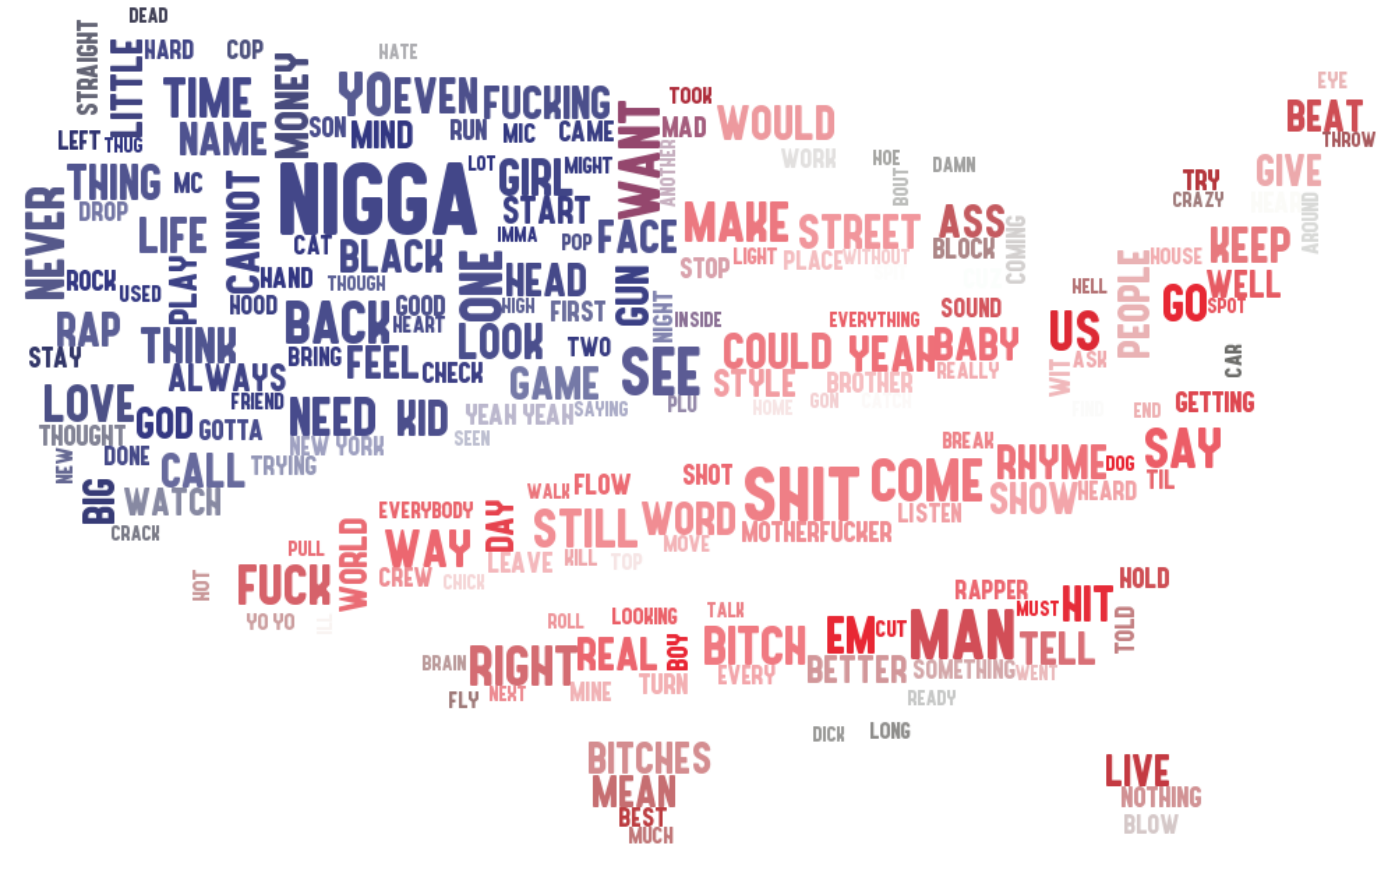 DEAD
STRAIGHT
LITTLE
HARD
COP
MONEY
HATE
TIME
YO
EVEN
FUCKING
WANT
TOOK
WOULD
EYE
BEAT
THROW
LEFT
THUG
NAME
SON
MIND
RUN
MIC
CAME
MAD
ANOTHER
WORK
HOE
BOUT
DAMN
GIVE
THING
MC
CANNOT
NIGGA
LOT
GIRL
MIGHT
TRY
CRAZY
HEAR
AROUND
NEVER
DROP
LIFE
START
IMMA
POP
FACE
MAKE
STREET
ASS
BLOCK
COMING
KEEP
CAT
BLACK
ONE
STOP
LIGHT
PLACE
WITHOUT
PEOPLE
HOUSE
WELL
ROCK
USED
PLAY
HAND
THOUGH
HEAD
GUN
NIGHT
HELL
GO
SPOT
HOOD
BACK
GOOD
HEART
HIGH
FIRST
INSIDE
EVERYTHING
SOUND
US
RAP
THINK
LOOK
TWO
COULD
YEAH
BABY
CAR
STAY
ALWAYS
BRING
FEEL
CHECK
GAME
SEE
STYLE
BROTHER
REALLY
WIT
ASK
LOVE
FRIEND
PLU
HOME
GON
CATCH
FIND
END
GETTING
THOUGHT
GOD
GOTTA
NEED
KID
YEAH YEAH
SAYING
NEW
DONE
NEW YORK
SEEN
BREAK
RHYME
DOG
SAY
TIL
CALL
TRYING
SHOT
SHIT
COME
SHOW
HEARD
BIG
WATCH
WALK
FLOW
LISTEN
CRACK
EVERYBODY
DAY
STILL
WORD
MOTHERFUCKER
PULL
WORLD
WAY
LEAVE
KILL
TOP
MOVE
HOT
FUCK
CREW
CHICK
RAPPER
HOLD
YO YO
ILL
ROLL
LOOKING
TALK
MUST
HIT
TOLD
BRAIN
RIGHT
REAL
BOY
BITCH
EM
CUT
MAN
TELL
FLY
NEXT
MINE
TURN
EVERY
BETTER
SOMETHING
WENT
READY
DICK
LONG
BITCHES
MEAN
BEST
MUCH
LIVE
NOTHING
BLOW